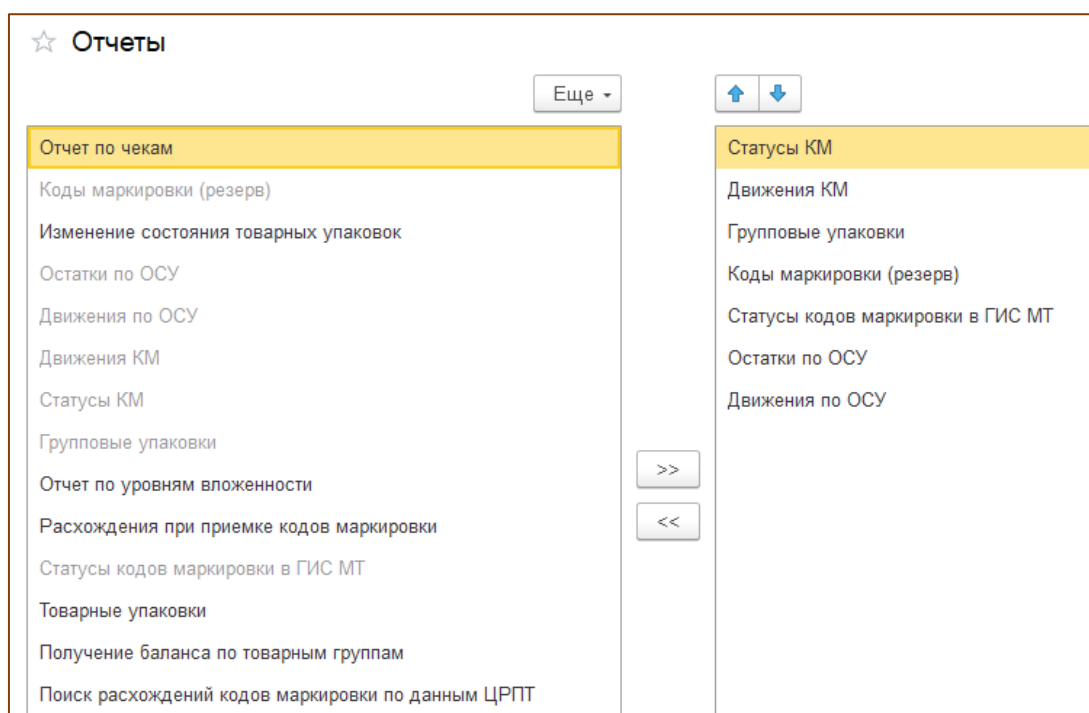 Отчеты
Еще
Отчет по чекам
Коды маркировки (резерв)
Изменение состояния товарных упаковок
Остатки по ОСУ
Движения по ОСУ
Движения КМ
Статусы КМ
Групповые упаковки
Отчет по уровням вложенности
Расхождения при приемке кодов маркировки
Статусы кодов маркировки в ГИС МТ
Товарные упаковки
Получение баланса по товарным группам
Поиск расхождений кодов маркировки по данным ЦРПТ
>>
<<
Статусы КМ
Движения КМ
Групповые упаковки
Коды маркировки (резерв)
Статусы кодов маркировки в ГИС МТ
Остатки по ОСУ
Движения по ОСУ